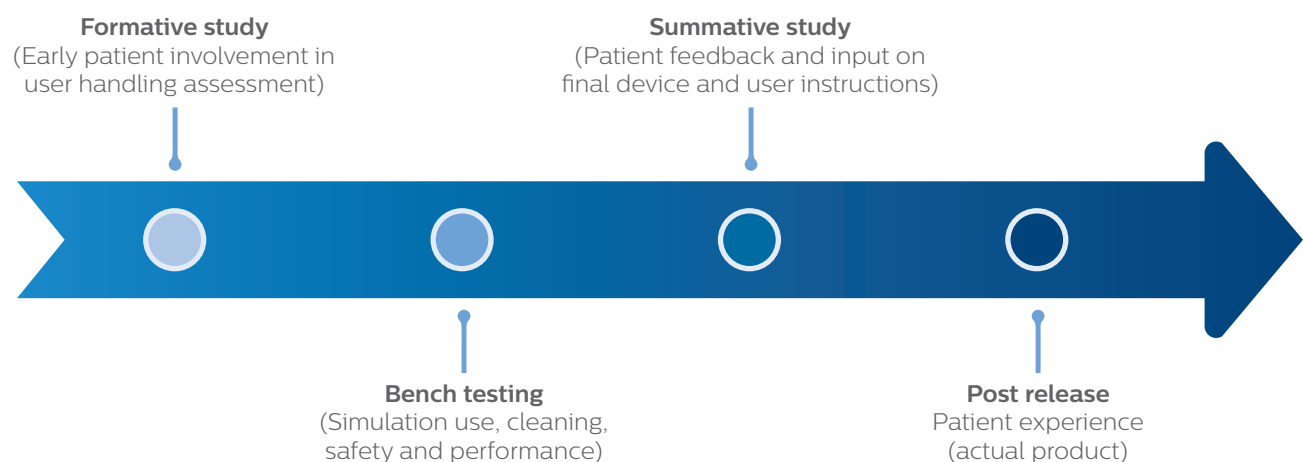 Formative study
(Early patient involvement in
user handling assessment)
Summative study
(Patient feedback and input on
final device and user instructions)
Bench testing
(Simulation use, cleaning,
safety and performance)
Post release
Patient experience
(actual product)